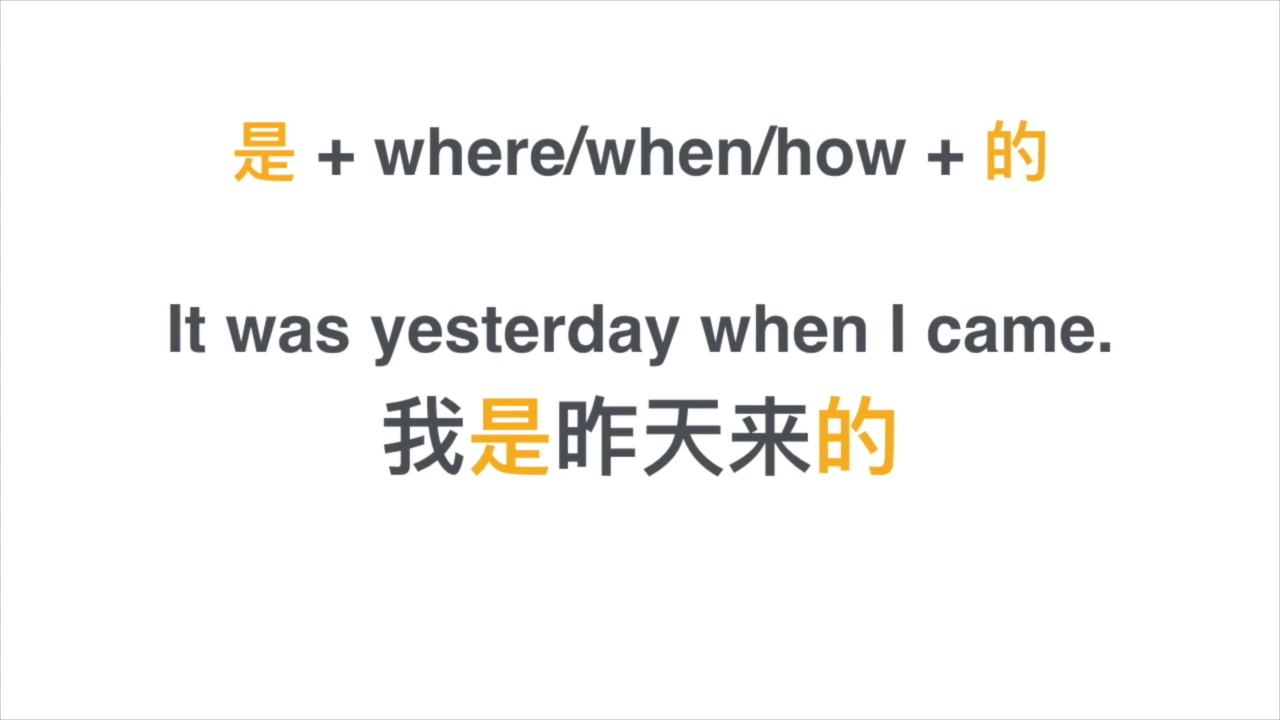 是 + where/when/how + 的
It was yesterday when I came.
我是昨天来的